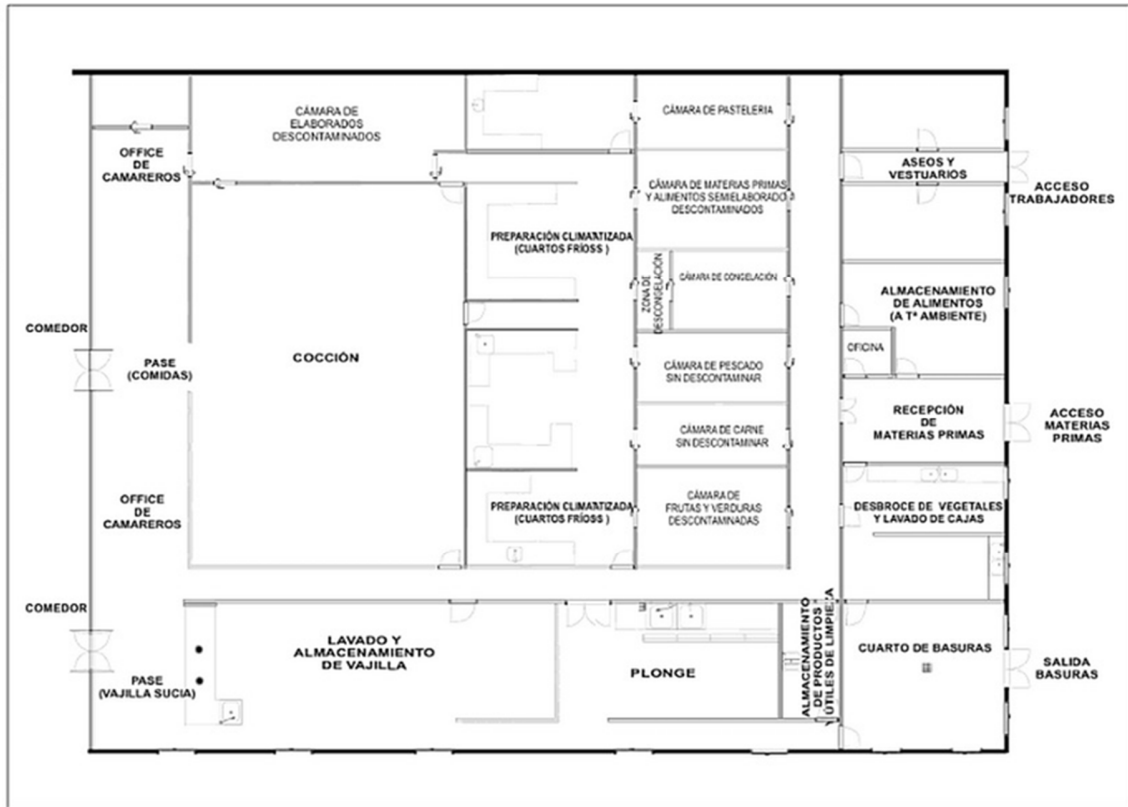 CÁMARA DE
ELABORADOS
DESCONTAMINADOS
CÁMARA DE PASTELERIA
OFFICE
DE
CAMAREROS
ASEOS Y
VESTUARIOS
ACCESO
TRABAJADORES
CÁMARA DE MATERIAS PRIMAS
Y ALIMENTOS SEMIELABORADO
DESCONTAMINADOS
PREPARACIÓN CLIMATIZADA
(CUARTOS FRÍOSS )
ZONA DE
DESCONGELACIÓN
CÁMARA DE CONGELACIÓN
ALMACENAMIENTO
DE ALIMENTOS
(A Tª AMBIENTE)
COMEDOR
PASE
(COMIDAS)
COCCIÓN
OFICINA
CÁMARA DE PESCADO
SIN DESCONTAMINAR
RECEPCIÓN
DE
MATERIAS PRIMAS
ACCESO
MATERIAS
PRIMAS
CÁMARA DE CARNE
SIN DESCONTAMINAR
OFFICE
DE
CAMAREROS
PREPARACIÓN CLIMATIZADA
(CUARTOS FRÍOSS )
CÁMARA DE
FRUTAS Y VERDURAS
DESCONTAMINADAS
DESBROCE DE VEGETALES
Y LAVADO DE CAJAS
COMEDOR
PASE
(VAJILLA SUCIA)
LAVADO Y
ALMACENAMIENTO
DE VAJILLA
PLONGE
ALMACENAMIENTO
DE PRODUCTOS
ÚTILES DE LIMPIEZA
CUARTO DE BASURAS
SALIDA
BASURAS